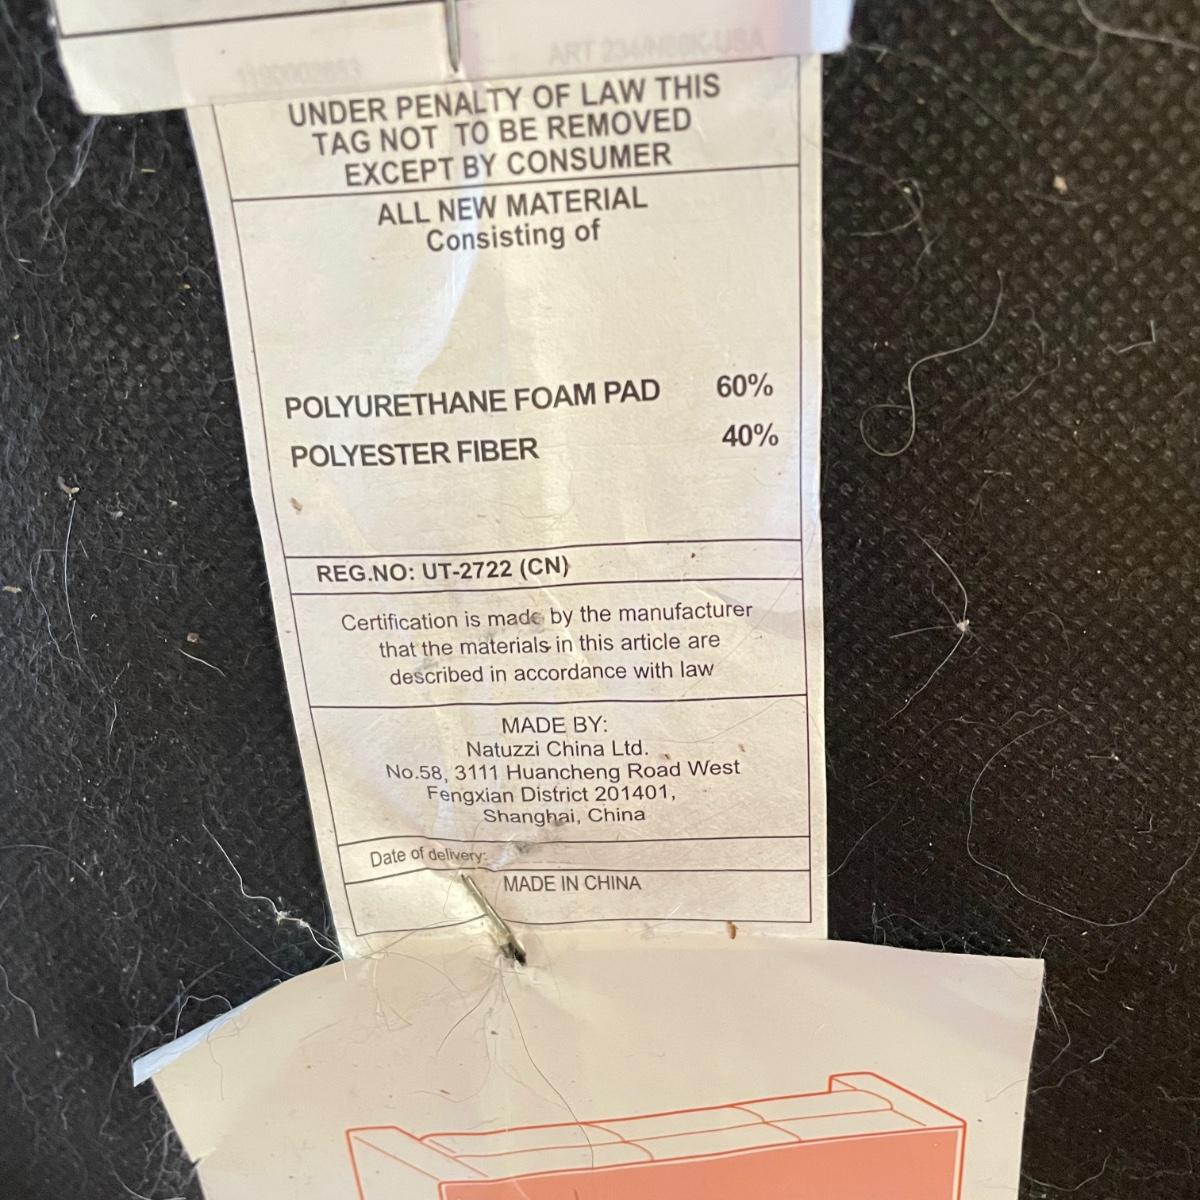 UNDER PENALTY OF LAW THIS
TAG NOT TO BE REMOVED
EXCEPT BY CONSUMER
ALL NEW MATERIAL
Consisting of
POLYURETHANE FOAM PAD 60%
POLYESTER FIBER 40%
REG.NO: UT-2722 (CN)
Certification is made by the manufacturer
that the materials in this article are
described in accordance with law
MADE BY:
Natuzzi China Ltd.
No.58, 3111 Huancheng Road West
Fengxian District 201401,
Shanghai, China
Date of delivery:
MADE IN CHINA